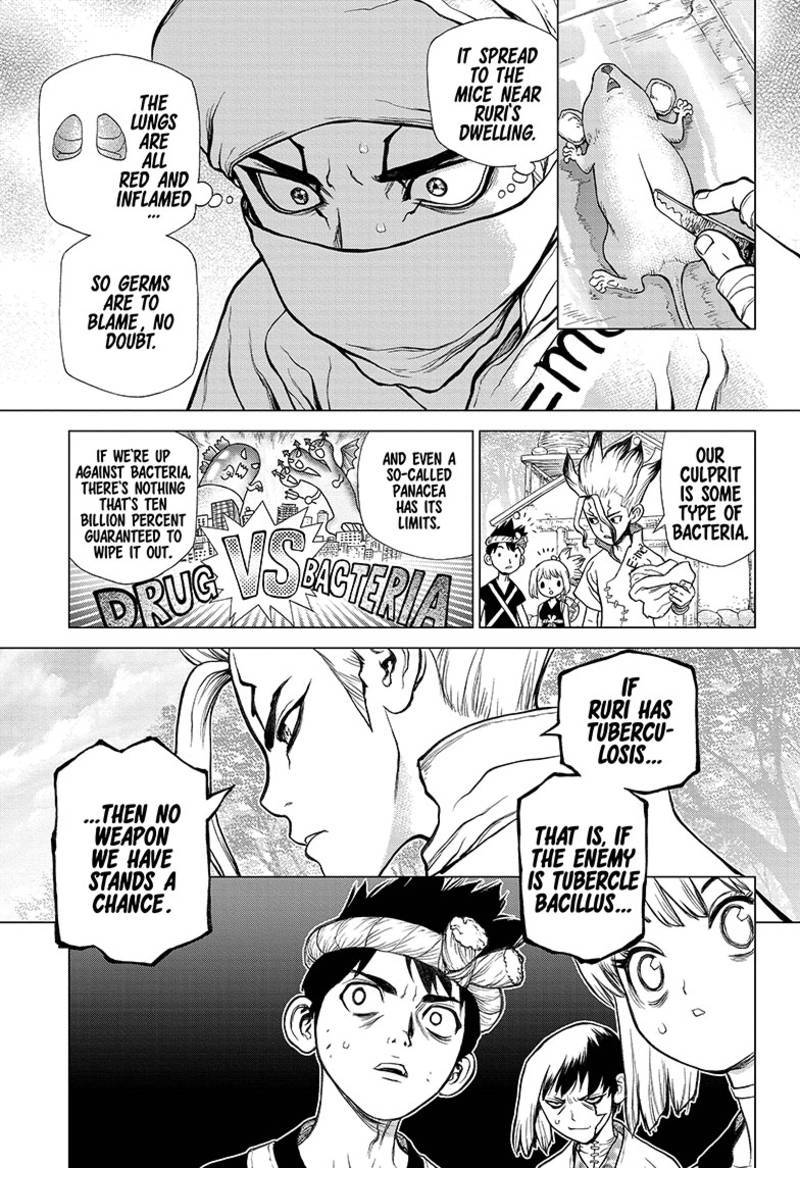 IT SPREAD
TO THE
MICE NEAR
RURI'S
DWELLING.
THE
LUNGS
ARE
ALL
RED AND
INFLAMED
...
SO GERMS
ARE TO
BLAME, NO
DOUBT.
OUR
CULPRIT
IS SOME
TYPE OF
BACTERIA.
AND EVEN A
SO-CALLED
PANACEA
HAS ITS
LIMITS.
IF WE'RE UP
AGAINST BACTERIA,
THERE'S NOTHING
THAT'S TEN
BILLION PERCENT
GUARANTEED TO
WIPE IT OUT.
DRUG VS BACTERIA
IF
RURI HAS
TUBERCU-
LOSIS...
THAT IS, IF
THE ENEMY
IS TUBERCLE
BACILLUS...
...THEN NO
WEAPON
WE HAVE
STANDS A
CHANCE.